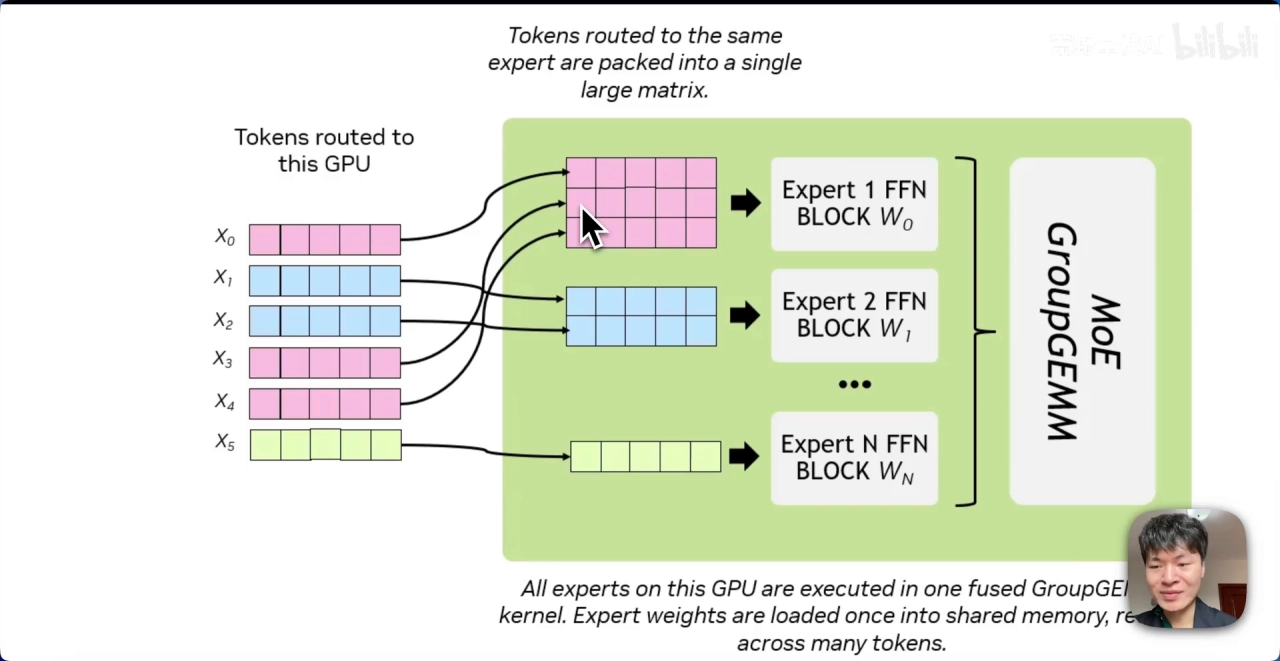 Tokens routed to the same
expert are packed into a single
large matrix.
bilibili
Tokens routed to
this GPU
X0
X1
X2
X3
X4
X5
Expert 1 FFN
BLOCK W0
Expert 2 FFN
BLOCK W1
•••
Expert N FFN
BLOCK WN
MoE
GroupGEMM
All experts on this GPU are executed in one fused
kernel. Expert weights are loaded once into shared memory,
across many tokens.